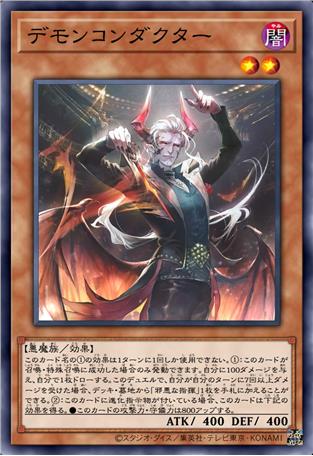 デモンコンダクター
闇
[悪魔族/効果]
このカード名の①の効果は1ターンに1回しか使用できない。①:このカードが
召喚・特殊召喚に成功した場合のみ発動できます。自分に100ダメージを与
え、自分で1枚ドローする。このデュエルで、自分が自分のターンに7回以上ダメ
ージを受けた場合、デッキ・墓地から「邪悪な指揮」1枚を手札に加えることが
できる。②:このカードに進化指示物が付いている場合、このカードは下記
の効果を得る。●このカードの攻撃力・守備力は800アップする。
ATK/ 400 DEF/ 400
©スタジオ・ダイス/集英社・テレビ東京・KONAMI